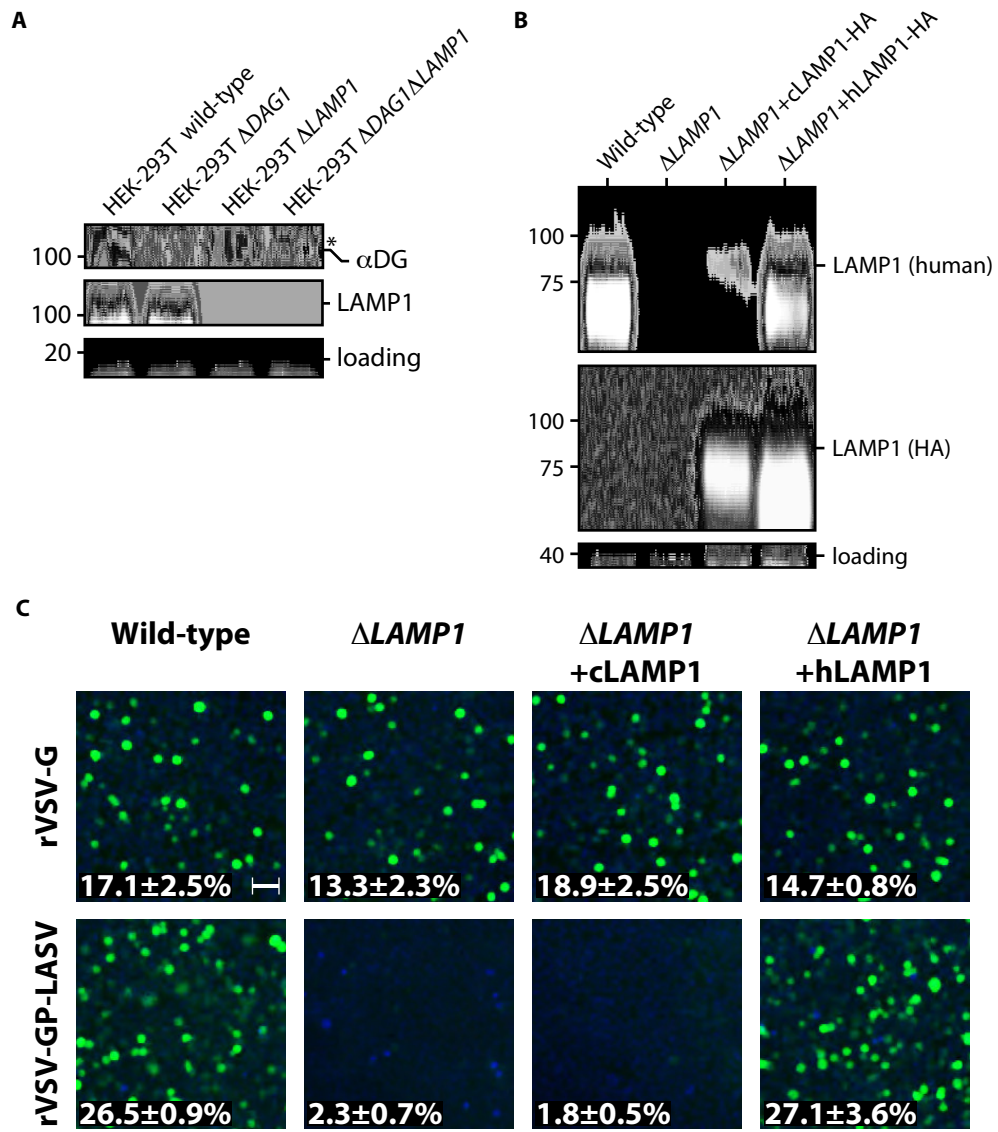 A
HEK-293T wild-type
HEK-293T ΔDAG1
HEK-293T ΔLAMP1
HEK-293T ΔDAG1ΔLAMP1
100
*
αDG
100
LAMP1
20
loading
B
Wild-type
ΔLAMP1
ΔLAMP1+cLAMP1-HA
ΔLAMP1+hLAMP1-HA
100
75
LAMP1 (human)
100
75
LAMP1 (HA)
40
loading
C
Wild-type
ΔLAMP1
ΔLAMP1
+cLAMP1
ΔLAMP1
+hLAMP1
rVSV-G
17.1±2.5%
13.3±2.3%
18.9±2.5%
14.7±0.8%
rVSV-GP-LASV
26.5±0.9%
2.3±0.7%
1.8±0.5%
27.1±3.6%